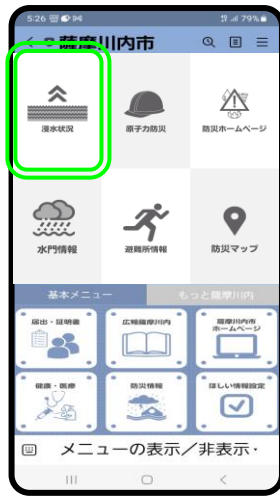 5:26
79%
薩摩川内市
浸水状況
原子力防災
防災ホームページ
水門情報
避難所情報
防災マップ
基本メニュー
もっと薩摩川内
届出・証明書
広報薩摩川内
薩摩川内市
ホームページ
健康・医療
防災情報
ほしい情報設定
メニューの表示/非表示